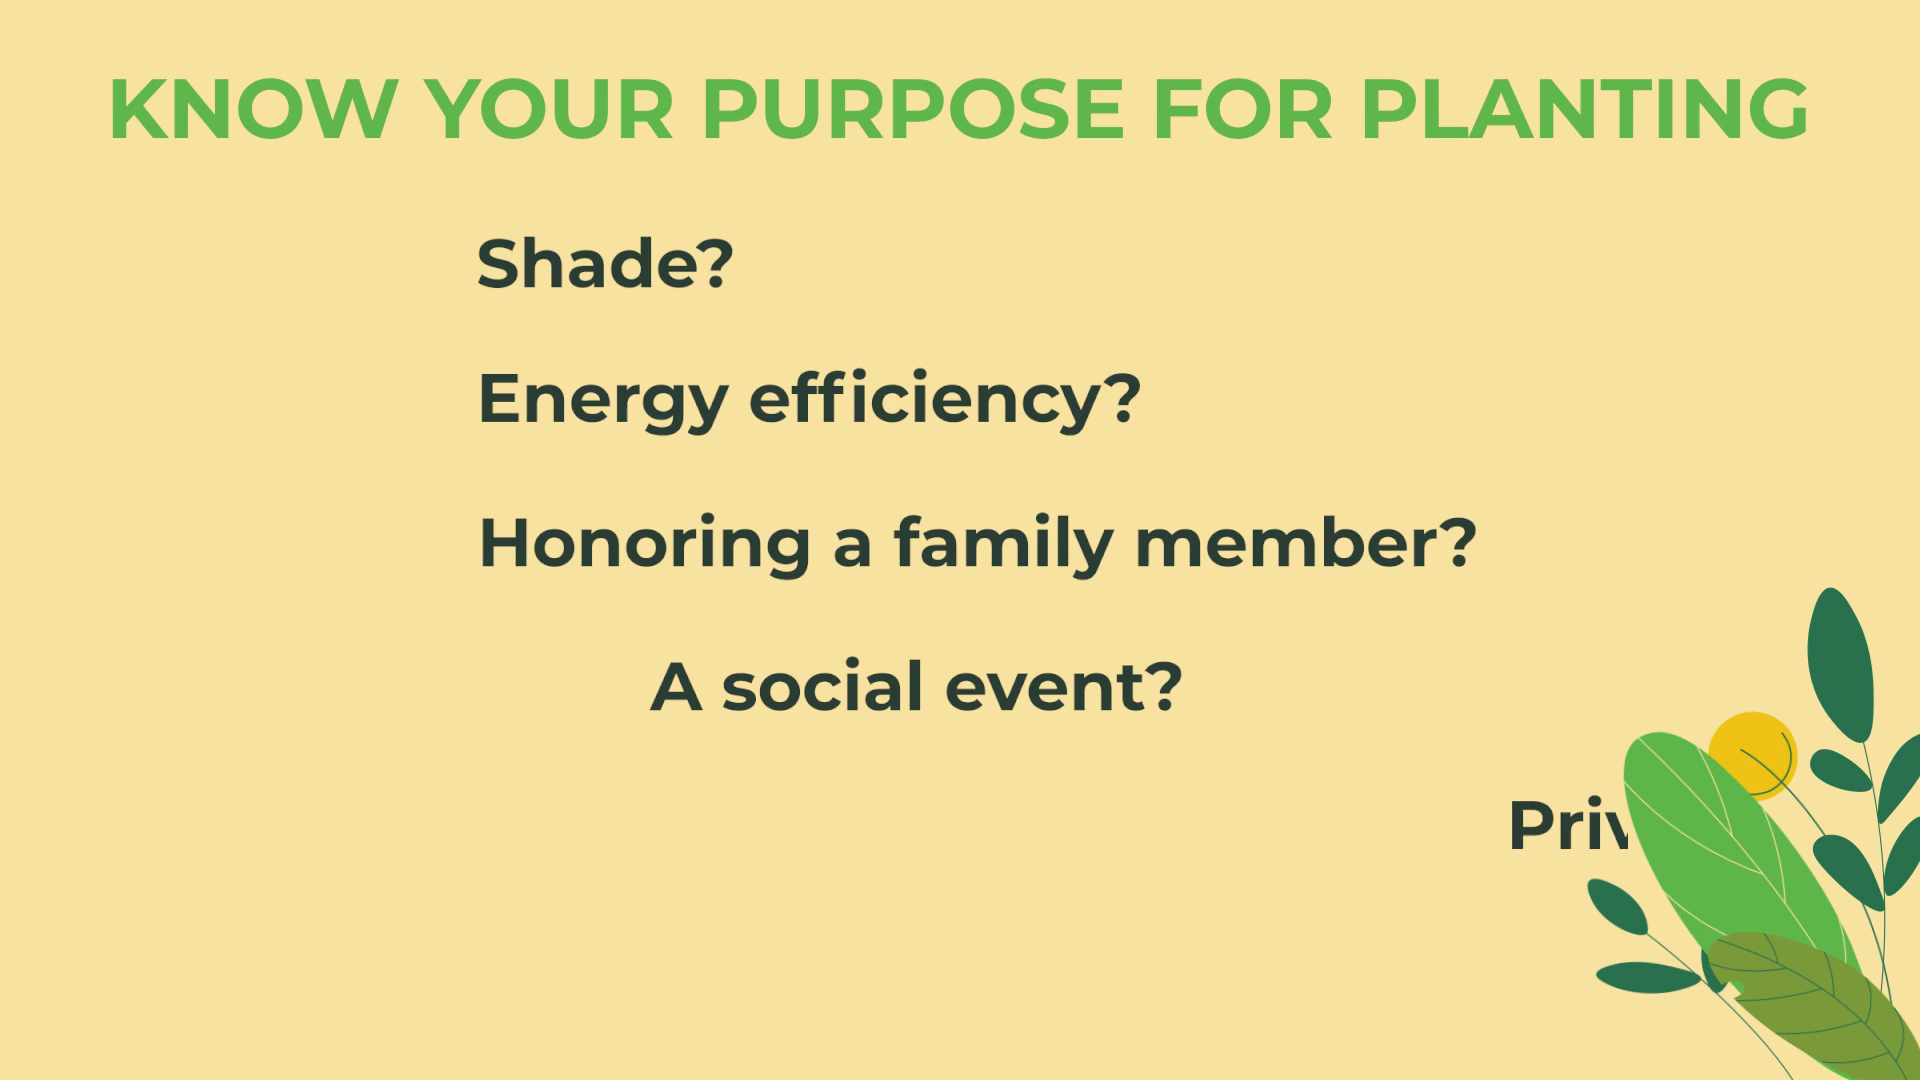 KNOW YOUR PURPOSE FOR PLANTING
Shade?
Energy efficiency?
Honoring a family member?
A social event?